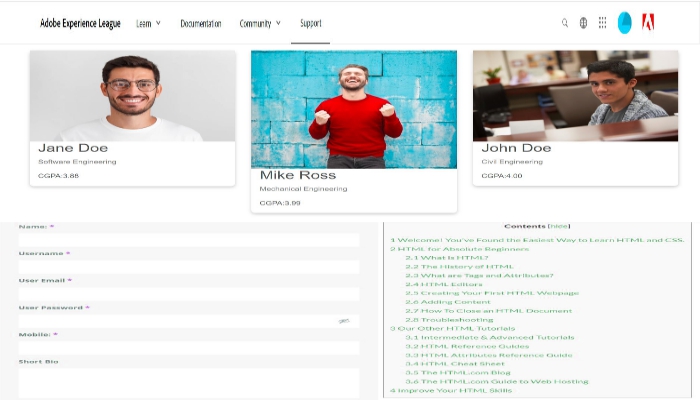 Adobe Experience League
Learn
Documentation
Community
Support
Jane Doe
Software Engineering
CGPA:3.88
Mike Ross
Mechanical Engineering
CGPA:3.99
John Doe
Civil Engineering
CGPA:4.00
Name: *
Username *
User Email *
User Password *
Mobile: *
Short Bio
Contents [hide]
1 Welcome! You've Found the Easiest Way to Learn HTML and CSS.
2 HTML for Absolute Beginners
2.1 What is HTML?
2.2 The History of HTML
2.3 What are Tags and Attributes?
2.4 HTML Editors
2.5 Creating Your First HTML Webpage
2.6 Adding Content
2.7 How To Close an HTML Document
2.8 Troubleshooting
3 Our Other HTML Tutorials
3.1 Intermediate & Advanced Tutorials
3.2 HTML Reference Guides
3.3 HTML Attributes Reference Guide
3.4 HTML Cheat Sheet
3.5 The HTML.com Blog
3.6 The HTML.com Guide to Web Hosting
4 Improve Your HTML Skills